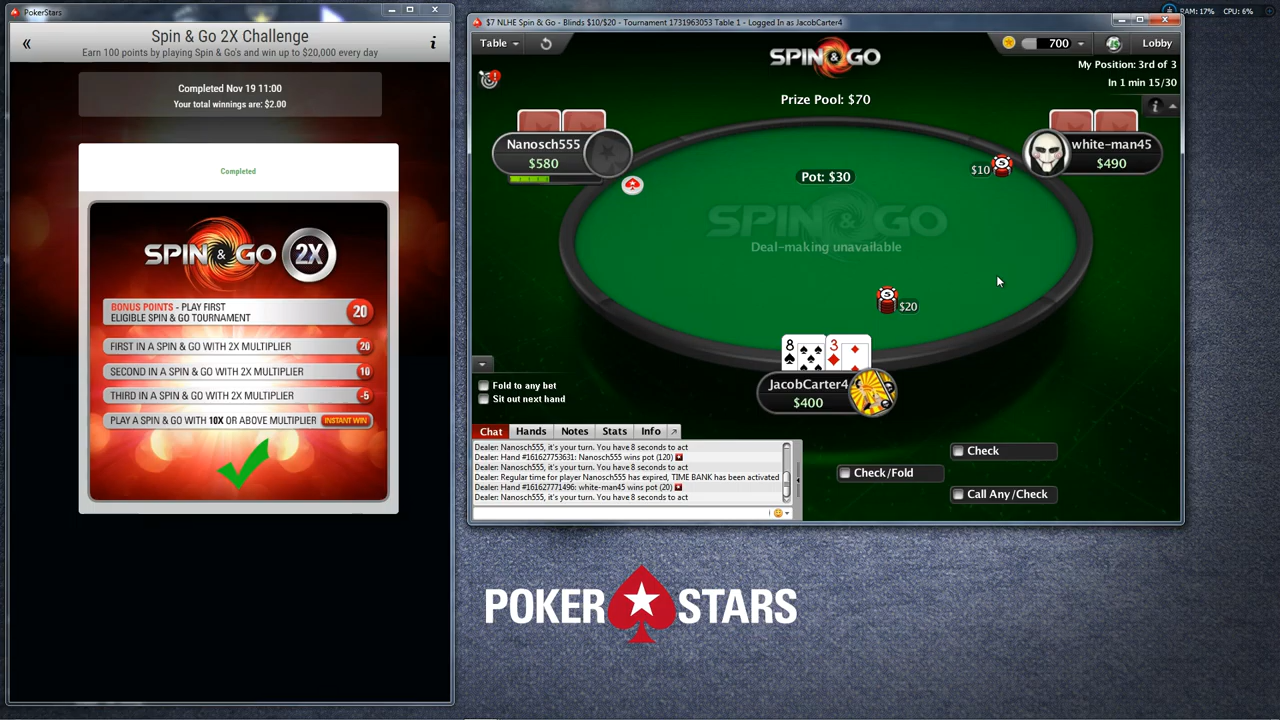 PokerStars
Spin & Go 2X Challenge
Earn 100 points by playing Spin & Go's and win up to $20,000 every day
Completed Nov 19 11:00
Your total winnings are: $2.00
Completed
SPIN & GO 2X
BONUS POINTS - PLAY FIRST
ELIGIBLE SPIN & GO TOURNAMENT
20
FIRST IN A SPIN & GO WITH 2X MULTIPLIER 20
SECOND IN A SPIN & GO WITH 2X MULTIPLIER 10
THIRD IN A SPIN & GO WITH 2X MULTIPLIER -5
PLAY A SPIN & GO WITH 10X OR ABOVE MULTIPLIER INSTANT WIN
$7 NLHE Spin & Go - Blinds $10/$20 - Tournament 1731963053 Table 1 - Logged In as JacobCarter4
Table
700
Lobby
SPIN & GO
My Position: 3rd of 3
In 1 min 15/30
Prize Pool: $70
Nanosch555
$580
white-man45
$490
$10
Pot: $30
SPIN & GO
Deal-making unavailable
$20
8 3
JacobCarter4
$400
Fold to any bet
Sit out next hand
Chat Hands Notes Stats Info
Dealer: Nanosch555, it's your turn. You have 8 seconds to act
Dealer: Hand #161627753631: Nanosch555 wins pot (20)
Dealer: Nanosch555, it's your turn. You have 8 seconds to act
Dealer: Regular time for player Nanosch555 has expired, TIME BANK has been activated
Dealer: Hand #161627771496: white-man45 wins pot (20)
Dealer: Nanosch555, it's your turn. You have 8 seconds to act
Check
Check/Fold
Call Any/Check
POKERSTARS
RAM: 17% CPU: 6%